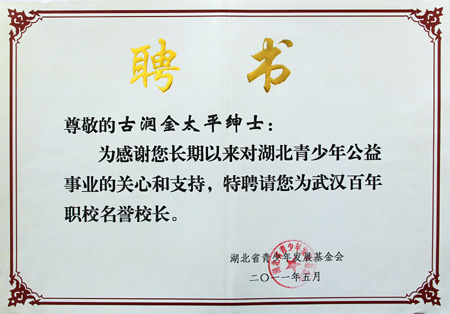 聘 书
尊敬的古润金太平绅士：
为感谢您长期以来对湖北青少年公益
事业的关心和支持，特聘请您为武汉百年
职校名誉校长。
湖北省青少年发展基金会
二〇一一年五月